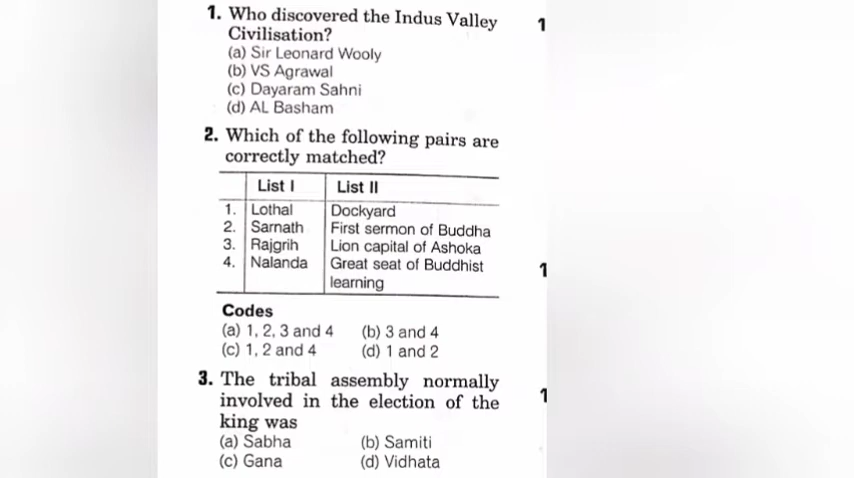 1. Who discovered the Indus Valley
Civilisation?
(a) Sir Leonard Wooly
(b) VS Agrawal
(c) Dayaram Sahni
(d) AL Basham
2. Which of the following pairs are
correctly matched?
List I List II
1. Lothal Dockyard
2. Sarnath First sermon of Buddha
3. Rajgrih Lion capital of Ashoka
4. Nalanda Great seat of Buddhist
learning
Codes
(a) 1, 2, 3 and 4 (b) 3 and 4
(c) 1, 2 and 4 (d) 1 and 2
3. The tribal assembly normally
involved in the election of the
king was
(a) Sabha (b) Samiti
(c) Gana (d) Vidhata
1
1
1